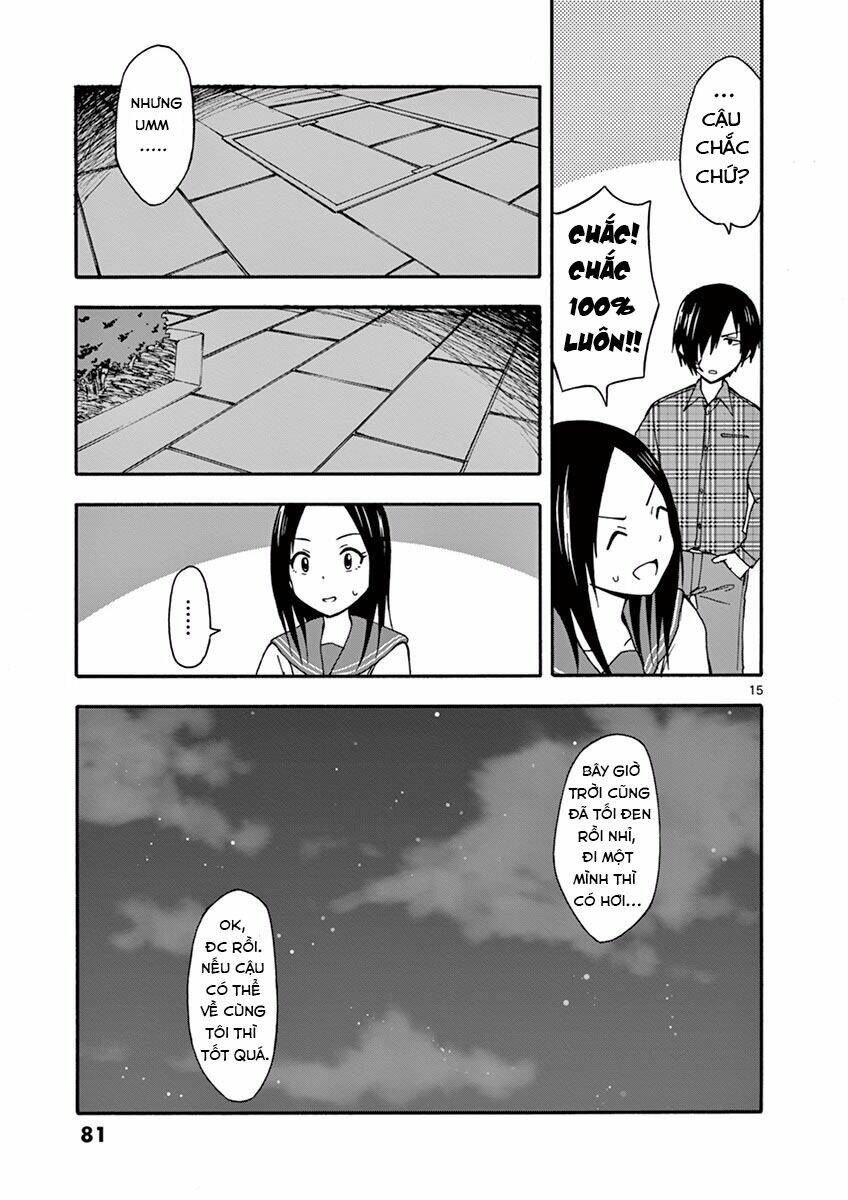 ...
CẬU
CHẮC
CHỨ?
CHẮC!
CHẮC
100%
LUÔN!!
NHƯNG
UMM
.....
......
15
BÂY GIỜ
TRỜI CŨNG
ĐÃ TỐI ĐEN
RỒI NHỈ,
ĐI MỘT
MÌNH THÌ
CÓ HƠI...
OK,
ĐC RỒI.
NẾU CẬU
CÓ THỂ
VỀ CÙNG
TÔI THÌ
TỐT QUÁ.
81